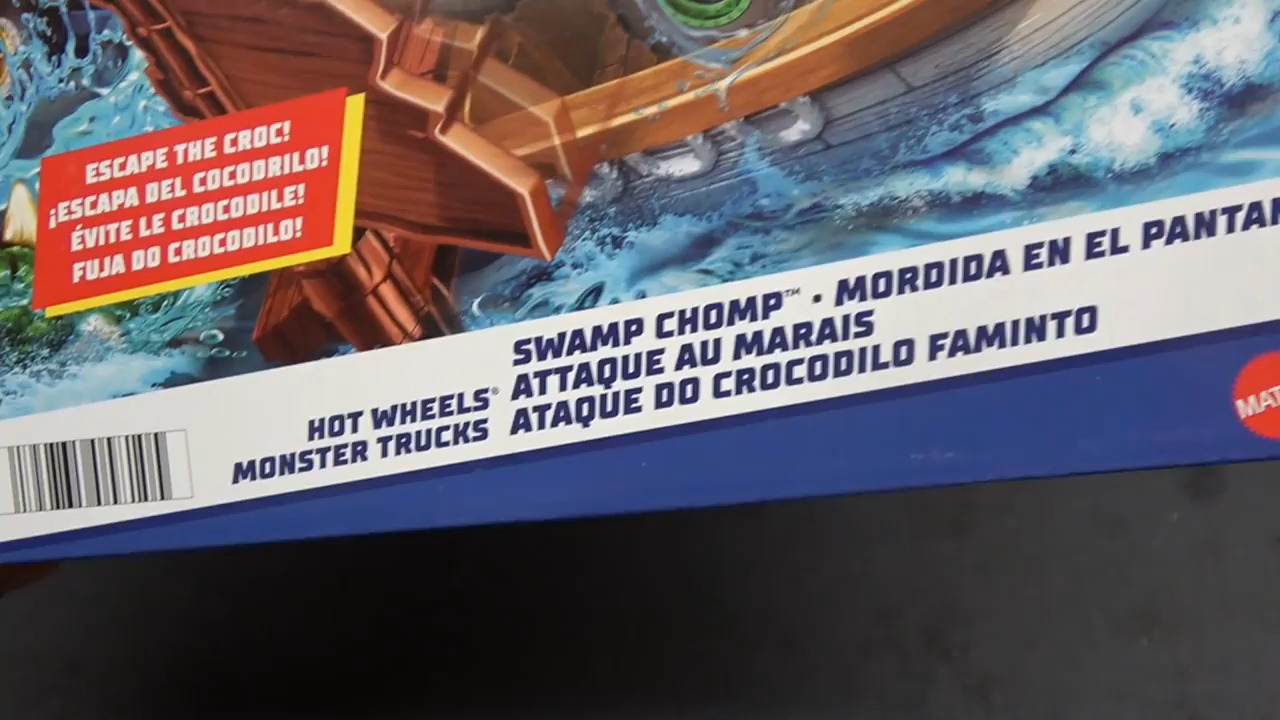 ESCAPE THE CROC!
¡ESCAPA DEL COCODRILO!
ÉVITE LE CROCODILE!
FUJA DO CROCODILO!
HOT WHEELS®
MONSTER TRUCKS
SWAMP CHOMP™ · MORDIDA EN EL
ATTAQUE AU MARAIS
ATAQUE DO CROCODILO FAMINTO